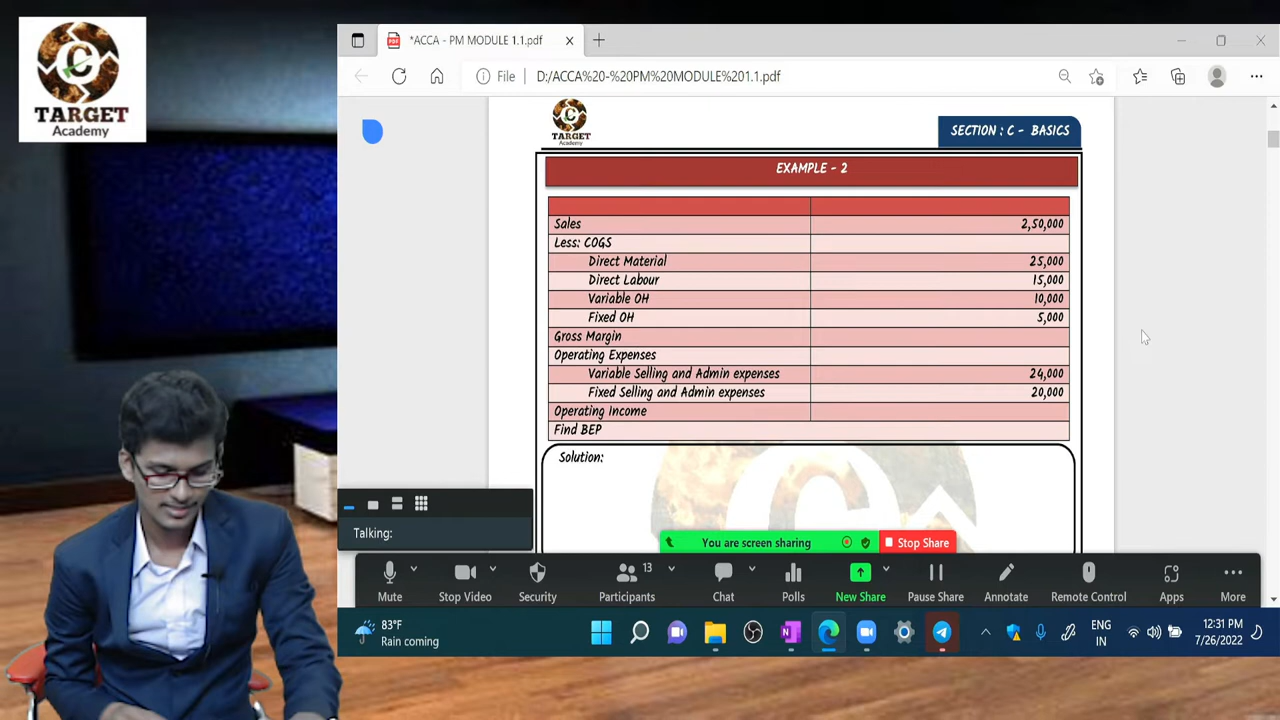 TARGET
Academy
*ACCA - PM MODULE 1.1.pdf
File
D:/ACCA%20-%20PM%20MODULE%201.1.pdf
TARGET
Academy
SECTION : C - BASICS
EXAMPLE - 2
Sales 2,50,000
Less: COGS
Direct Material 25,000
Direct Labour 15,000
Variable OH 10,000
Fixed OH 5,000
Gross Margin
Operating Expenses
Variable Selling and Admin expenses 24,000
Fixed Selling and Admin expenses 20,000
Operating Income
Find BEP
Solution:
Talking:
You are screen sharing
Stop Share
13
Mute
Stop Video
Security
Participants
Chat
Polls
New Share
Pause Share
Annotate
Remote Control
Apps
More
83°F
Rain coming
ENG
IN
12:31 PM
7/26/2022